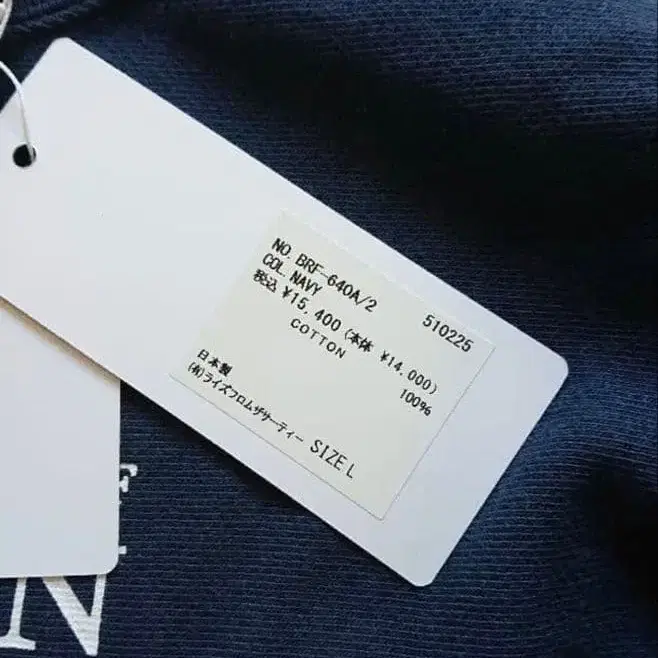 NO. BRF-640A/2 510225
COL. NAVY
税込 ¥15,400 (本体 ¥14,000)
COTTON 100%
日本製
(有)ライズフロムザサーティー SIZE L
N